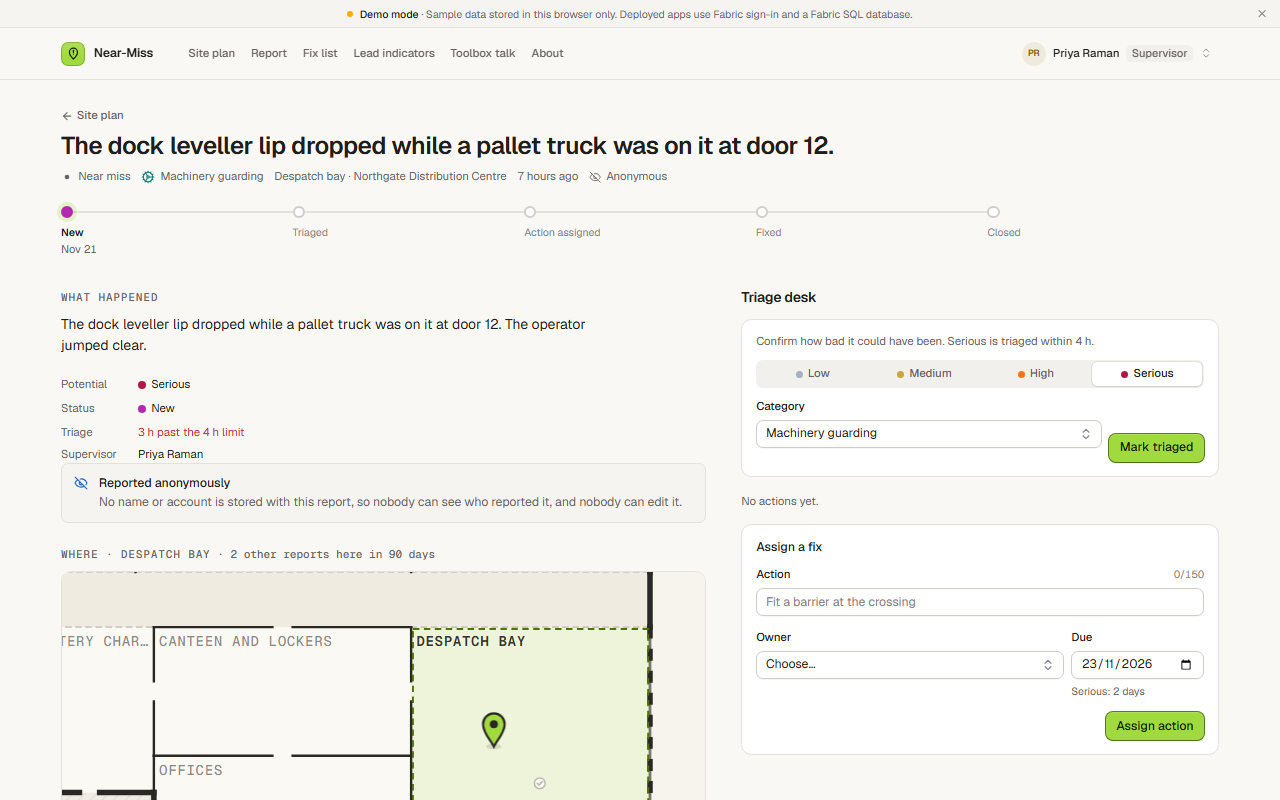 Demo mode · Sample data stored in this browser only. Deployed apps use Fabric sign-in and a Fabric SQL database.
Near-Miss
Site plan Report Fix list Lead indicators Toolbox talk About
PR Priya Raman Supervisor
← Site plan
The dock leveller lip dropped while a pallet truck was on it at door 12.
Near miss Machinery guarding Despatch bay · Northgate Distribution Centre 7 hours ago Anonymous
New Triaged Action assigned Fixed Closed
Nov 21
WHAT HAPPENED
The dock leveller lip dropped while a pallet truck was on it at door 12. The operator
jumped clear.
Potential Serious
Status New
Triage 3 h past the 4 h limit
Supervisor Priya Raman
Reported anonymously
No name or account is stored with this report, so nobody can see who reported it, and nobody can edit it.
WHERE · DESPATCH BAY · 2 other reports here in 90 days
TERY CHAR… CANTEEN AND LOCKERS DESPATCH BAY
OFFICES
Triage desk
Confirm how bad it could have been. Serious is triaged within 4 h.
Low Medium High Serious
Category
Machinery guarding
Mark triaged
No actions yet.
Assign a fix
Action 0/150
Fit a barrier at the crossing
Owner Due
Choose… 23/11/2026
Serious: 2 days
Assign action